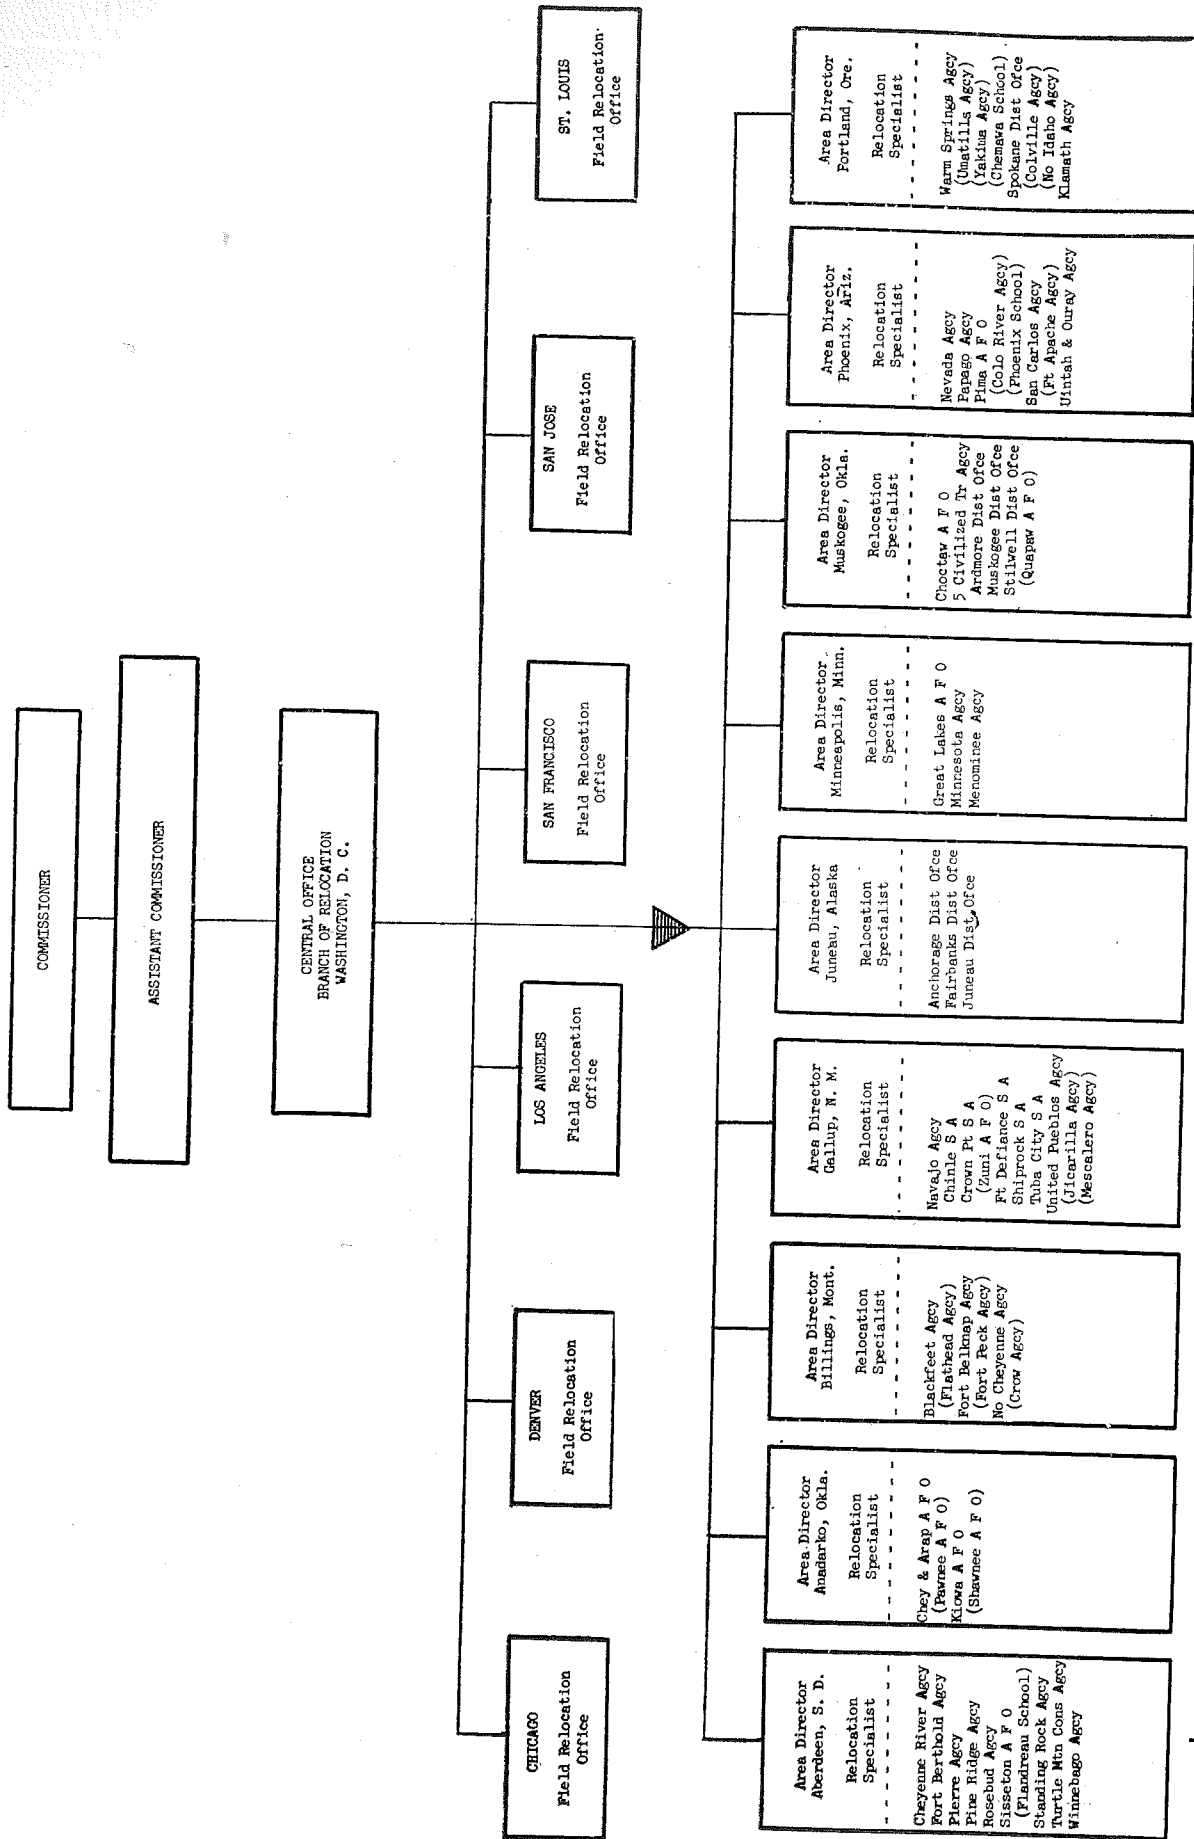 COMMISSIONER
ASSISTANT COMMISSIONER
CENTRAL OFFICE
BRANCH OF RELOCATION
WASHINGTON, D. C.
CHICAGO
Field Relocation
Office
DENVER
Field Relocation
Office
LOS ANGELES
Field Relocation
Office
SAN FRANCISCO
Field Relocation
Office
SAN JOSE
Field Relocation
Office
ST. LOUIS
Field Relocation
Office
Area Director
Aberdeen, S. D.
Relocation
Specialist
Cheyenne River Agcy
Fort Berthold Agcy
Pierre Agcy
Pine Ridge Agcy
Rosebud Agcy
Sisseton A F O
(Flandreau School)
Standing Rock Agcy
Turtle Mtn Cons Agcy
Winnebago Agcy
Area Director
Anadarko, Okla.
Relocation
Specialist
Chey & Arap A F O
(Pawnee A F O)
Kiowa A F O
(Shawnee A F O)
Area Director
Billings, Mont.
Relocation
Specialist
Blackfeet Agcy
(Flathead Agcy)
Fort Belknap Agcy
(Fort Peck Agcy)
No Cheyenne Agcy
(Crow Agcy)
Area Director
Gallup, N. M.
Relocation
Specialist
Navajo Agcy
Chinle S A
Crown Pt S A
(Zuni A F O)
Ft Defiance S A
Shiprock S A
Tuba City S A
United Pueblos Agcy
(Jicarilla Agcy)
(Mescalero Agcy)
Area Director
Juneau, Alaska
Relocation
Specialist
Anchorage Dist Ofce
Fairbanks Dist Ofce
Juneau Dist Ofce
Area Director
Minneapolis, Minn.
Relocation
Specialist
Great Lakes A F O
Minnesota Agcy
Menominee Agcy
Area Director
Muskogee, Okla.
Relocation
Specialist
Choctaw A F O
5 Civilized Tr Agcy
Ardmore Dist Ofce
Muskogee Dist Ofce
Stilwell Dist Ofce
(Quapaw A F O)
Area Director
Phoenix, Ariz.
Relocation
Specialist
Nevada Agcy
Papago Agcy
Pima A F O
(Colo River Agcy)
(Phoenix School)
San Carlos Agcy
(Ft Apache Agcy)
Uintah & Ouray Agcy
Area Director
Portland, Ore.
Relocation
Specialist
Warm Springs Agcy
(Umatills Agcy)
(Yakima Agcy)
(Chemawa School)
Spokane Dist Ofce
(Colville Agcy)
(No Idaho Agcy)
Klamath Agcy